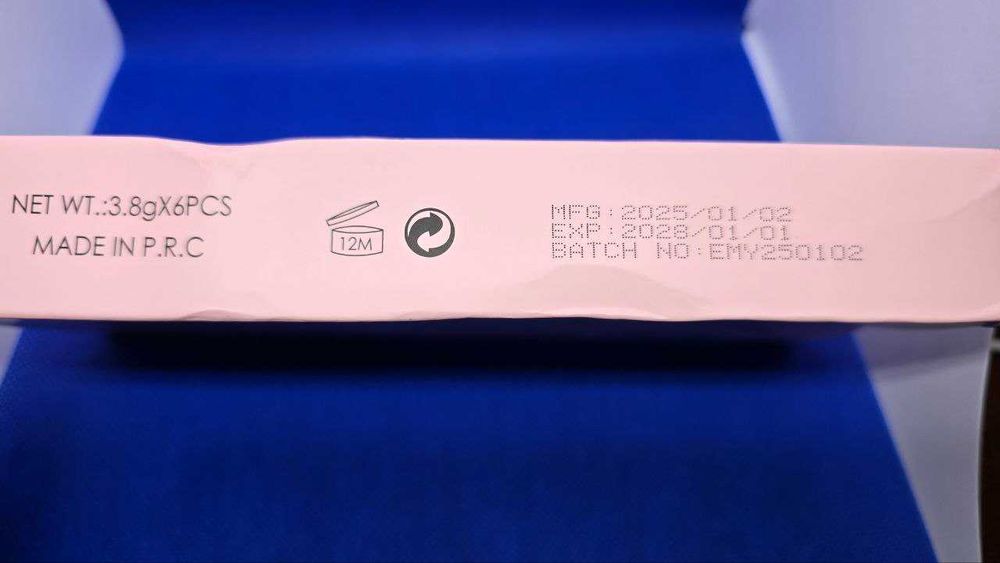 NET WT.:3.8gX6PCS
MADE IN P.R.C
12M
MFG:2025/01/02
EXP:2028/01/01
BATCH NO:EMY250102